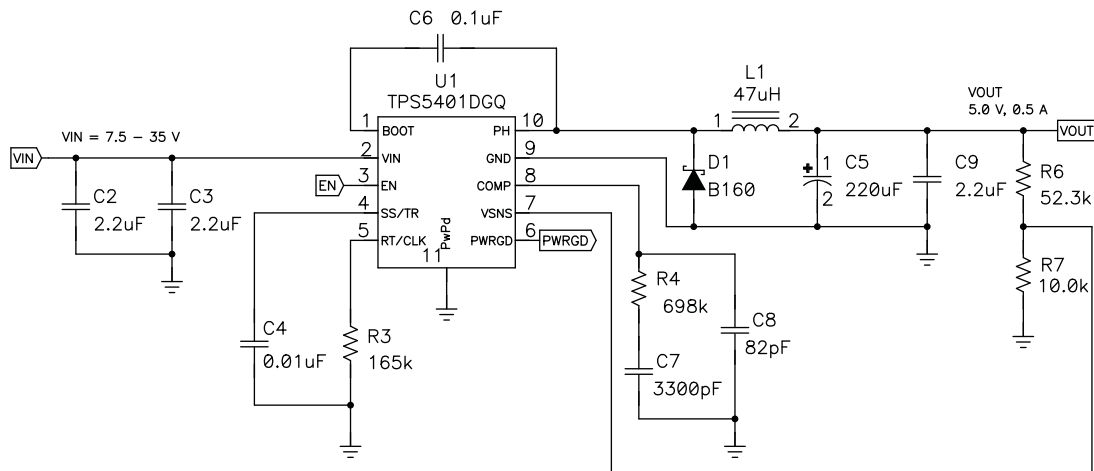 C6 0.1uF
U1
TPS5401DGQ
L1
47uH
VOUT
5.0 V, 0.5 A
VIN = 7.5 – 35 V
1 BOOT PH 10
1 2
VOUT
VIN
2 VIN GND 9
3 EN COMP 8
EN
4 SS/TR VSNS 7
5 RT/CLK PWRGD 6
PWRGD
11 PwPd
C2
2.2uF
C3
2.2uF
D1
B160
+ 1
2
C5
220uF
C9
2.2uF
R6
52.3k
R7
10.0k
C4
0.01uF
R3
165k
R4
698k
C7
3300pF
C8
82pF